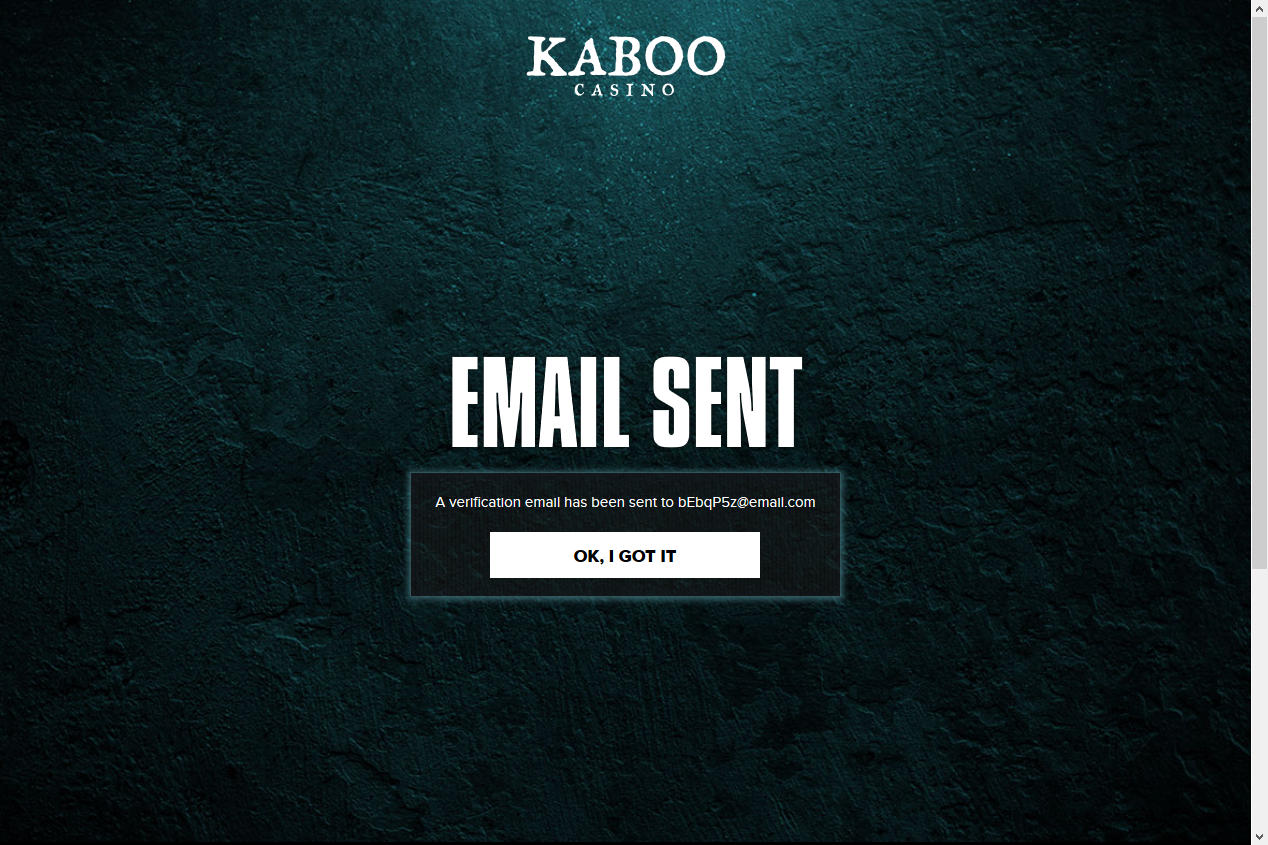 KABOO
CASINO
EMAIL SENT
A verification email has been sent to bEbqP5z@email.com
OK, I GOT IT